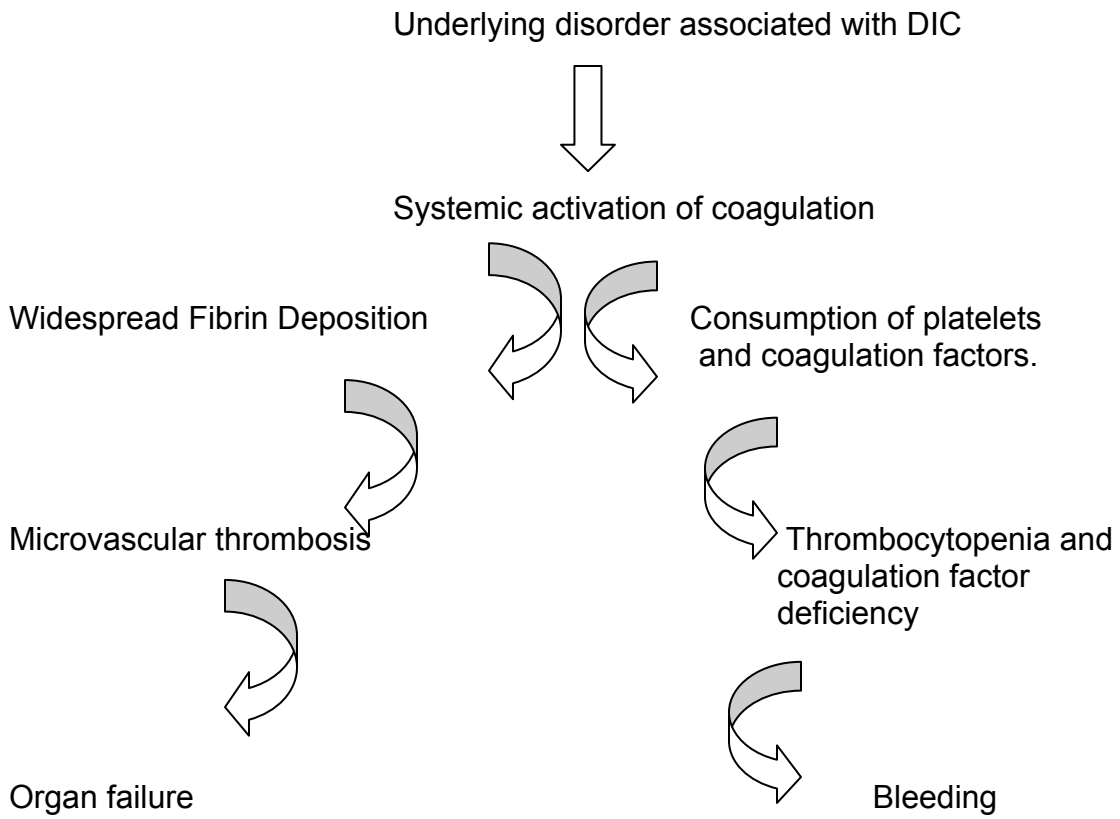 Underlying disorder associated with DIC
Systemic activation of coagulation
Widespread Fibrin Deposition
Consumption of platelets
and coagulation factors.
Microvascular thrombosis
Thrombocytopenia and
coagulation factor
deficiency
Organ failure
Bleeding